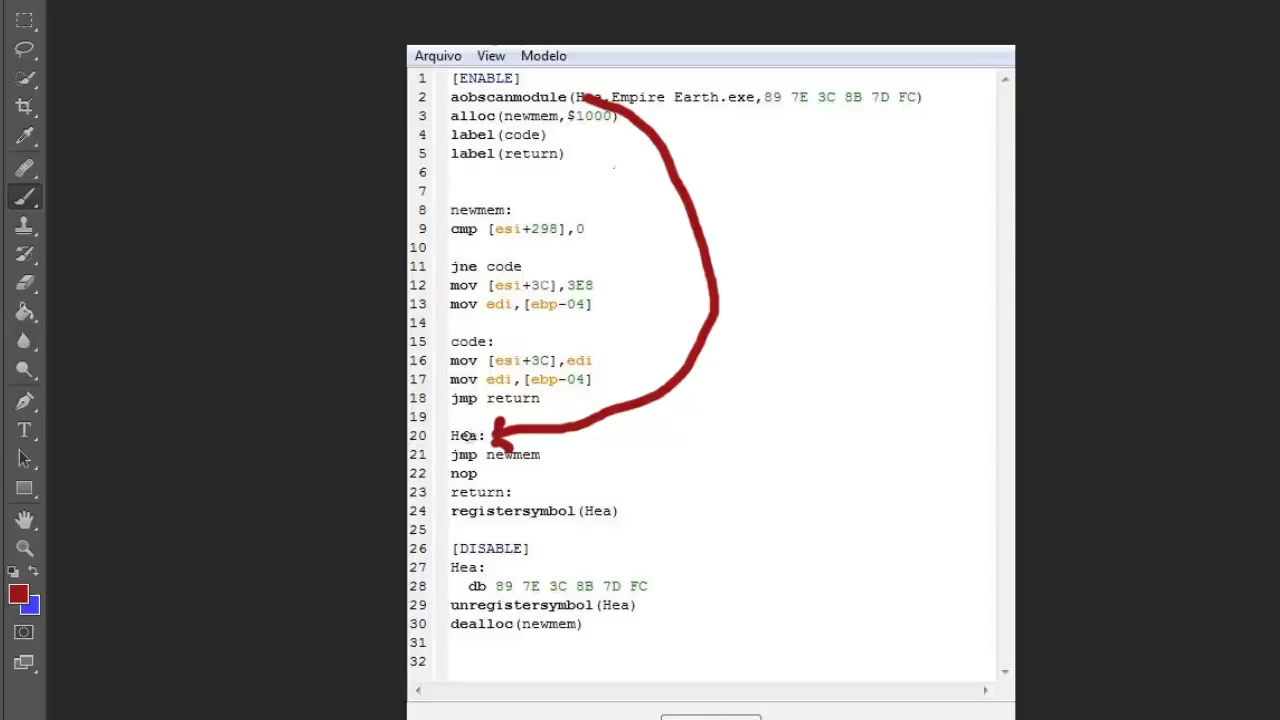 Arquivo View Modelo
1 [ENABLE]
2 aobscanmodule(Hea,Empire Earth.exe,89 7E 3C 8B 7D FC)
3 alloc(newmem,$1000)
4 label(code)
5 label(return)
6
7
8 newmem:
9 cmp [esi+298],0
10
11 jne code
12 mov [esi+3C],3E8
13 mov edi,[ebp-04]
14
15 code:
16 mov [esi+3C],edi
17 mov edi,[ebp-04]
18 jmp return
19
20 Hea:
21 jmp newmem
22 nop
23 return:
24 registersymbol(Hea)
25
26 [DISABLE]
27 Hea:
28 db 89 7E 3C 8B 7D FC
29 unregistersymbol(Hea)
30 dealloc(newmem)
31
32